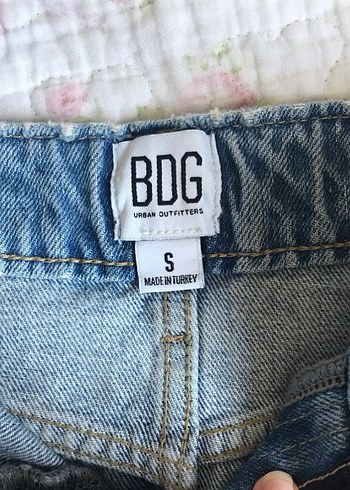 BDG
URBAN OUTFITTERS
S
MADE IN TURKEY